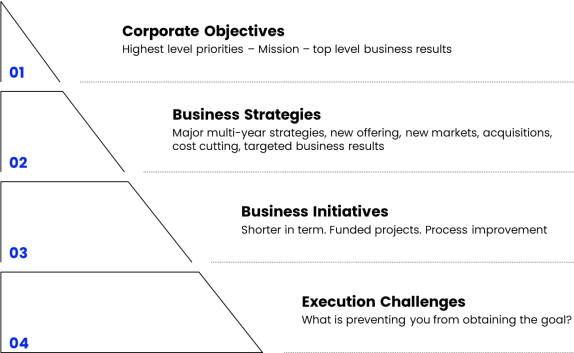 Corporate Objectives
Highest level priorities – Mission – top level business results
01
Business Strategies
Major multi-year strategies, new offering, new markets, acquisitions,
cost cutting, targeted business results
02
Business Initiatives
Shorter in term. Funded projects. Process improvement
03
Execution Challenges
What is preventing you from obtaining the goal?
04